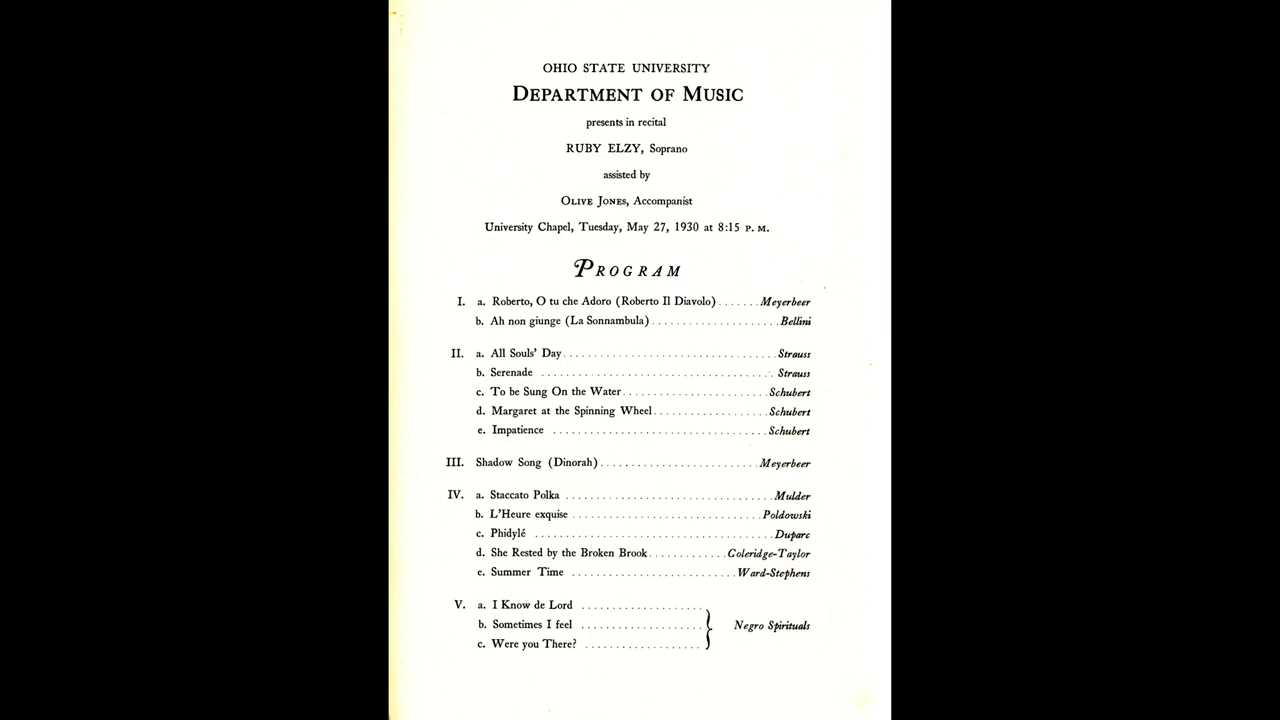 OHIO STATE UNIVERSITY
DEPARTMENT OF MUSIC
presents in recital
RUBY ELZY, Soprano
assisted by
OLIVE JONES, Accompanist
University Chapel, Tuesday, May 27, 1930 at 8:15 P. M.
PROGRAM
I. a. Roberto, O tu che Adoro (Roberto Il Diavolo) ....... Meyerbeer
b. Ah non giunge (La Sonnambula) .................... Bellini
II. a. All Souls' Day .................................. Strauss
b. Serenade .................................. Strauss
c. To be Sung On the Water ....................... Schubert
d. Margaret at the Spinning Wheel .................. Schubert
e. Impatience .................................. Schubert
III. Shadow Song (Dinorah) ......................... Meyerbeer
IV. a. Staccato Polka ................................ Mulder
b. L'Heure exquise ............................. Poldowski
c. Phidylé ..................................... Duparc
d. She Rested by the Broken Brook ............ Coleridge-Taylor
e. Summer Time ......................... Ward-Stephens
V. a. I Know de Lord ...................
b. Sometimes I feel ................... Negro Spirituals
c. Were you There? ..................